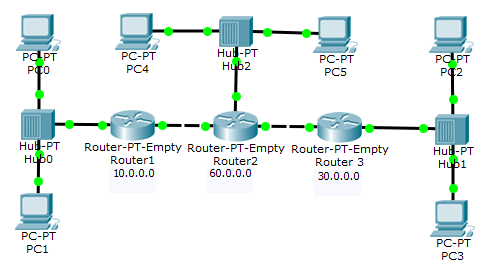 PC-PT
PC0
PC-PT
PC4
Hub-PT
Hub2
PC-PT
PC5
PC-PT
PC2
Hub-PT
Hub0
Router-PT-Empty
Router1
10.0.0.0
Router-PT-Empty
Router2
60.0.0.0
Router-PT-Empty
Router 3
30.0.0.0
Hub-PT
Hub1
PC-PT
PC1
PC-PT
PC3